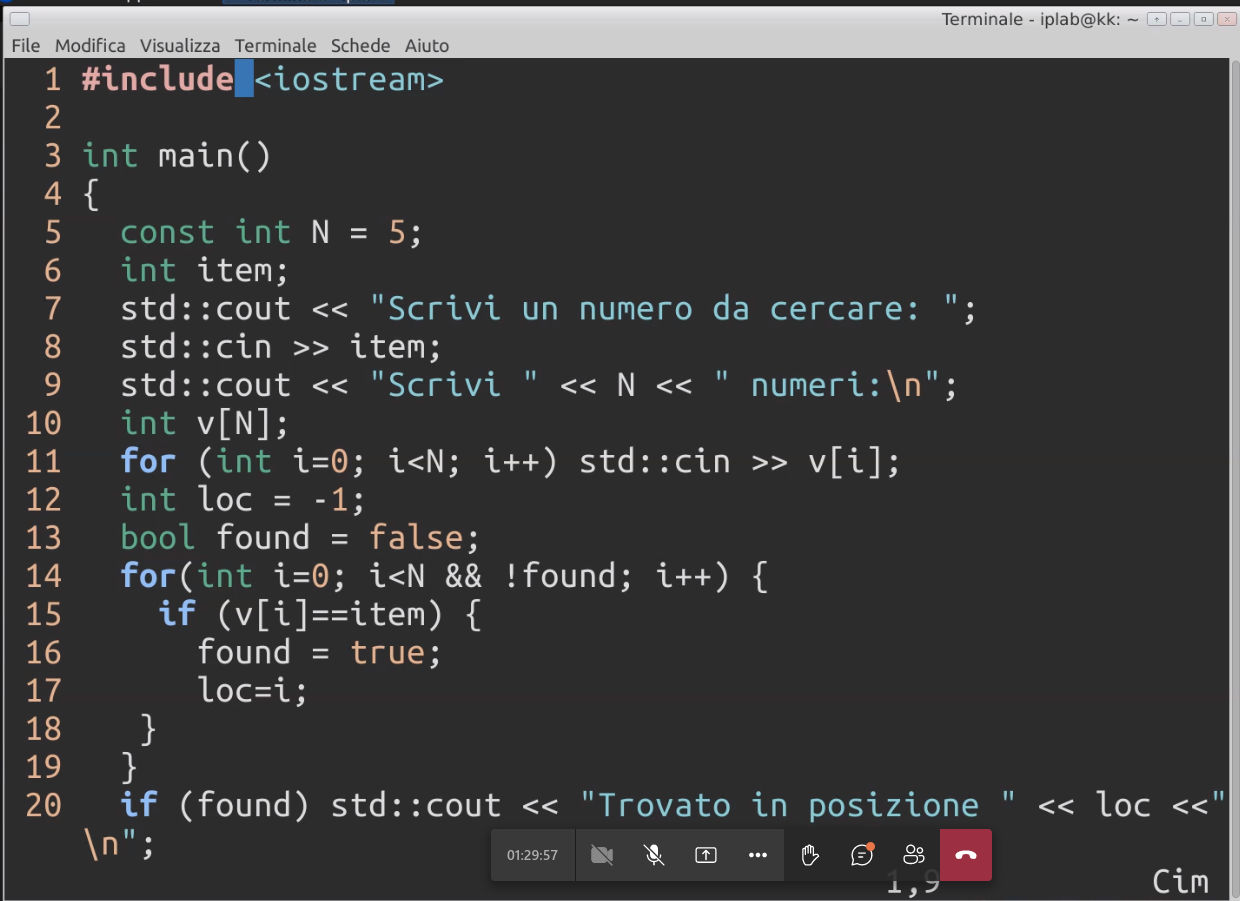 Terminale - iplab@kk: ~
File Modifica Visualizza Terminale Schede Aiuto
1 #include <iostream>
2
3 int main()
4 {
5   const int N = 5;
6   int item;
7   std::cout << "Scrivi un numero da cercare: ";
8   std::cin >> item;
9   std::cout << "Scrivi " << N << " numeri:\n";
10   int v[N];
11   for (int i=0; i<N; i++) std::cin >> v[i];
12   int loc = -1;
13   bool found = false;
14   for(int i=0; i<N && !found; i++) {
15     if (v[i]==item) {
16       found = true;
17       loc=i;
18    }
19   }
20   if (found) std::cout << "Trovato in posizione " << loc <<"
\n";
01:29:57
1,9 Cim